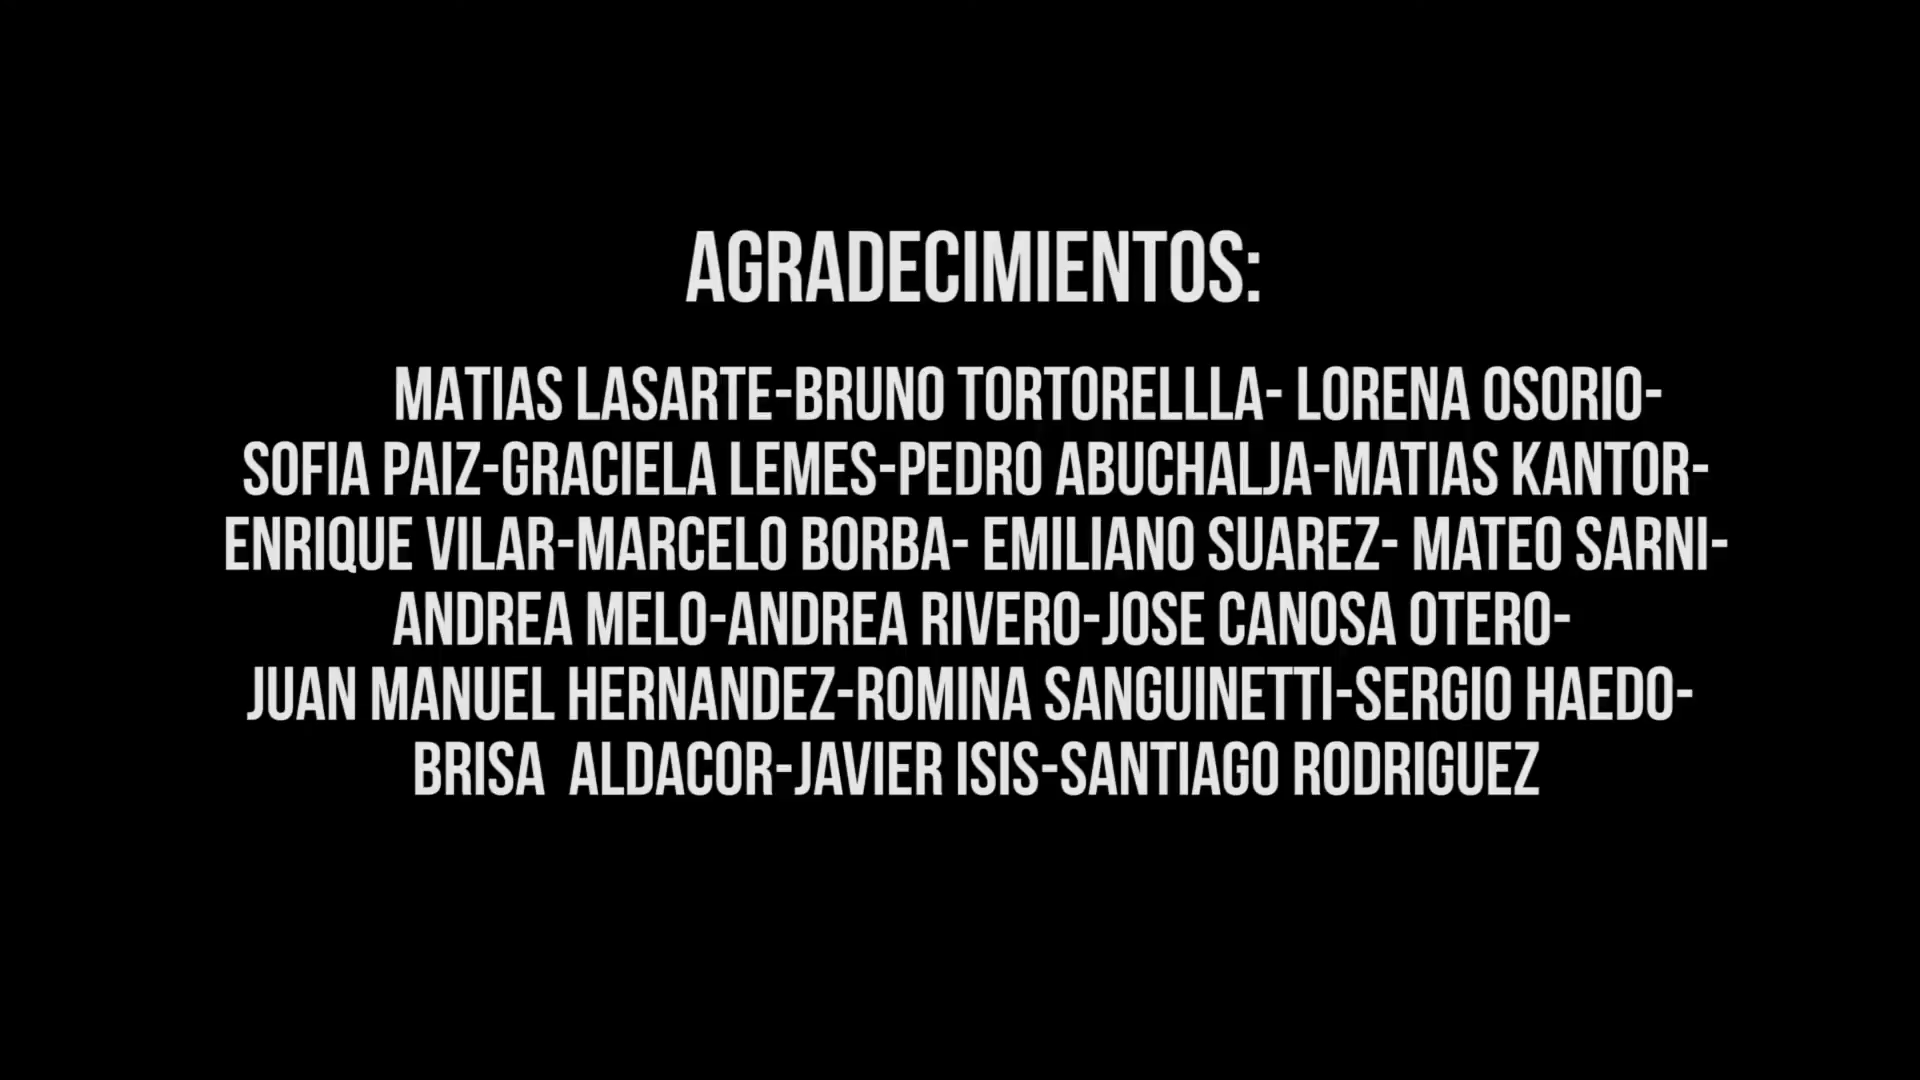 AGRADECIMIENTOS:
MATIAS LASARTE-BRUNO TORTORELLLA- LORENA OSORIO-
SOFIA PAIZ-GRACIELA LEMES-PEDRO ABUCHALJA-MATIAS KANTOR-
ENRIQUE VILAR-MARCELO BORBA- EMILIANO SUAREZ- MATEO SARNI-
ANDREA MELO-ANDREA RIVERO-JOSE CANOSA OTERO-
JUAN MANUEL HERNANDEZ-ROMINA SANGUINETTI-SERGIO HAEDO-
BRISA  ALDACOR-JAVIER ISIS-SANTIAGO RODRIGUEZ